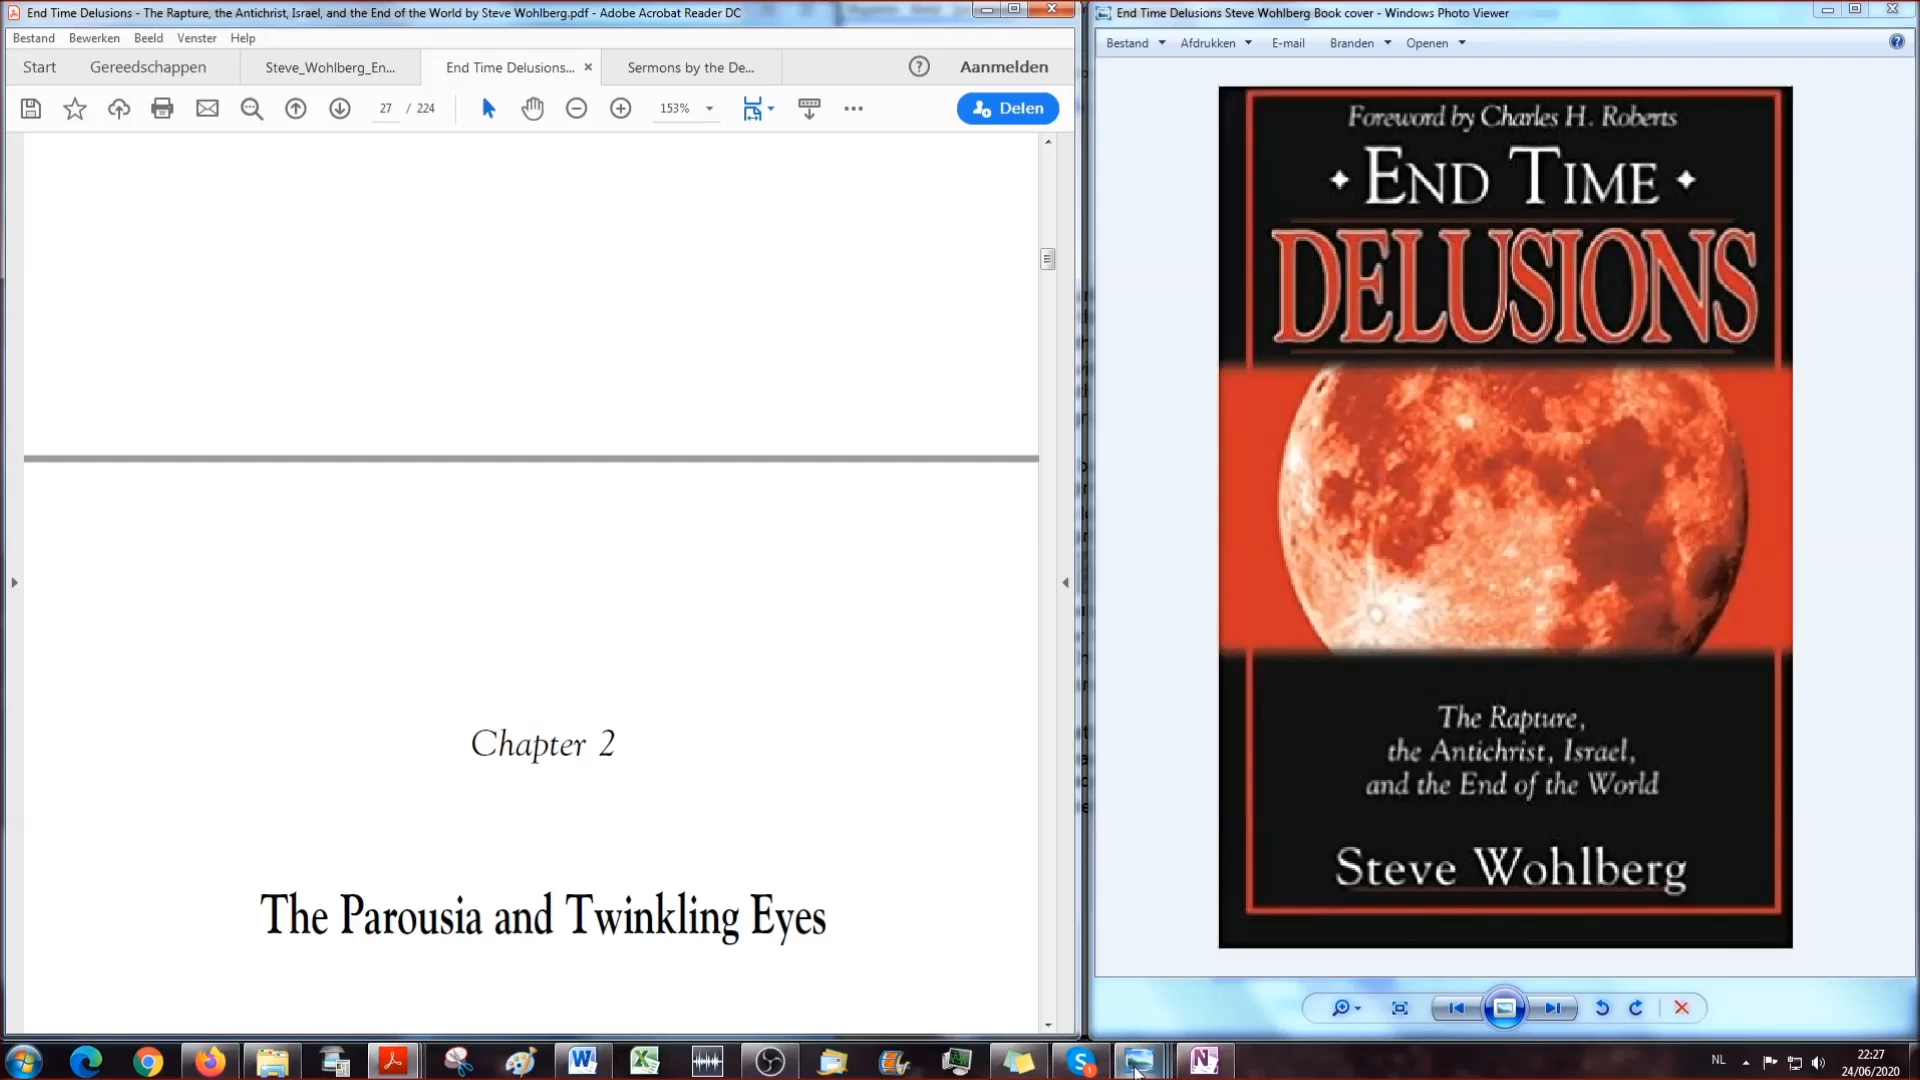 End Time Delusions - The Rapture, the Antichrist, Israel, and the End of the World by Steve Wohlberg.pdf - Adobe Acrobat Reader DC
Bestand Bewerken Beeld Venster Help
Start Gereedschappen Steve_Wohlberg_En... End Time Delusions... Sermons by the De... Aanmelden
27 / 224 153% Delen
Chapter 2
The Parousia and Twinkling Eyes
End Time Delusions Steve Wohlberg Book cover - Windows Photo Viewer
Bestand Afdrukken E-mail Branden Openen
Foreword by Charles H. Roberts
END TIME
DELUSIONS
The Rapture,
the Antichrist, Israel,
and the End of the World
Steve Wohlberg
NL 22:27
24/06/2020